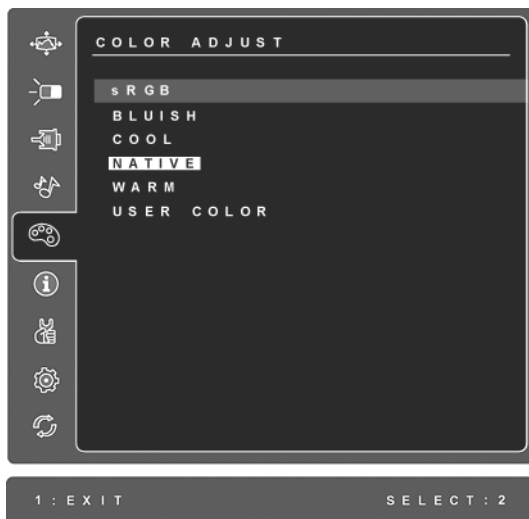 COLOR ADJUST
sRGB
BLUISH
COOL
NATIVE
WARM
USER COLOR
1:EXIT SELECT:2